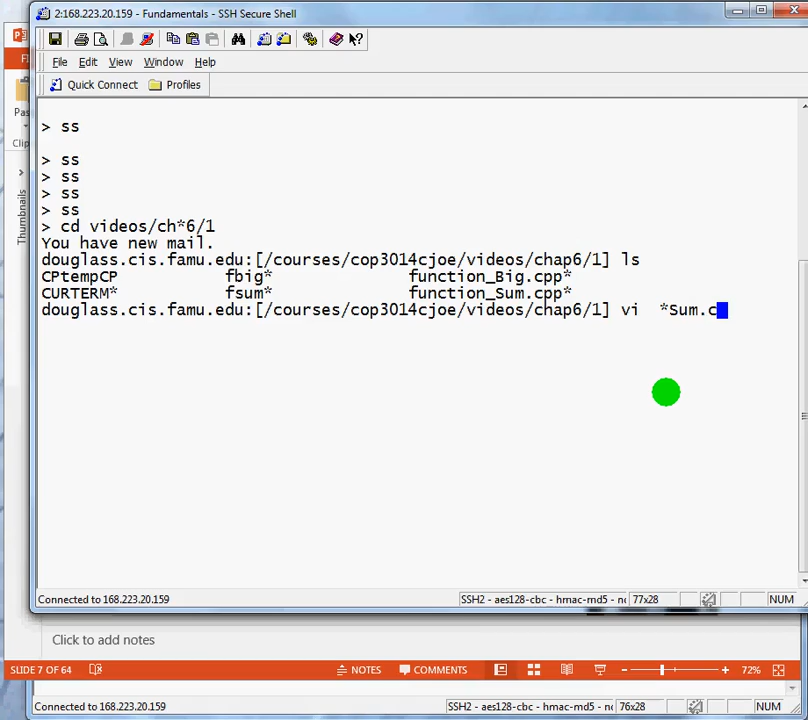 2:168.223.20.159 - Fundamentals - SSH Secure Shell
File Edit View Window Help
Quick Connect Profiles
Pas
Clip
Thumbnails
> ss
> ss
> ss
> ss
> ss
> cd videos/ch*6/1
You have new mail.
douglass.cis.famu.edu:[/courses/cop3014cjoe/videos/chap6/1] ls
CPtempCP fbig* function_Big.cpp*
CURTERM* fsum* function_Sum.cpp*
douglass.cis.famu.edu:[/courses/cop3014cjoe/videos/chap6/1] vi  *Sum.c
Connected to 168.223.20.159 SSH2 - aes128-cbc - hmac-md5 - nc 77x28 NUM
Click to add notes
SLIDE 7 OF 64 NOTES COMMENTS 72%
Connected to 168.223.20.159 SSH2 - aes128-cbc - hmac-md5 - nc 76x28 NUM